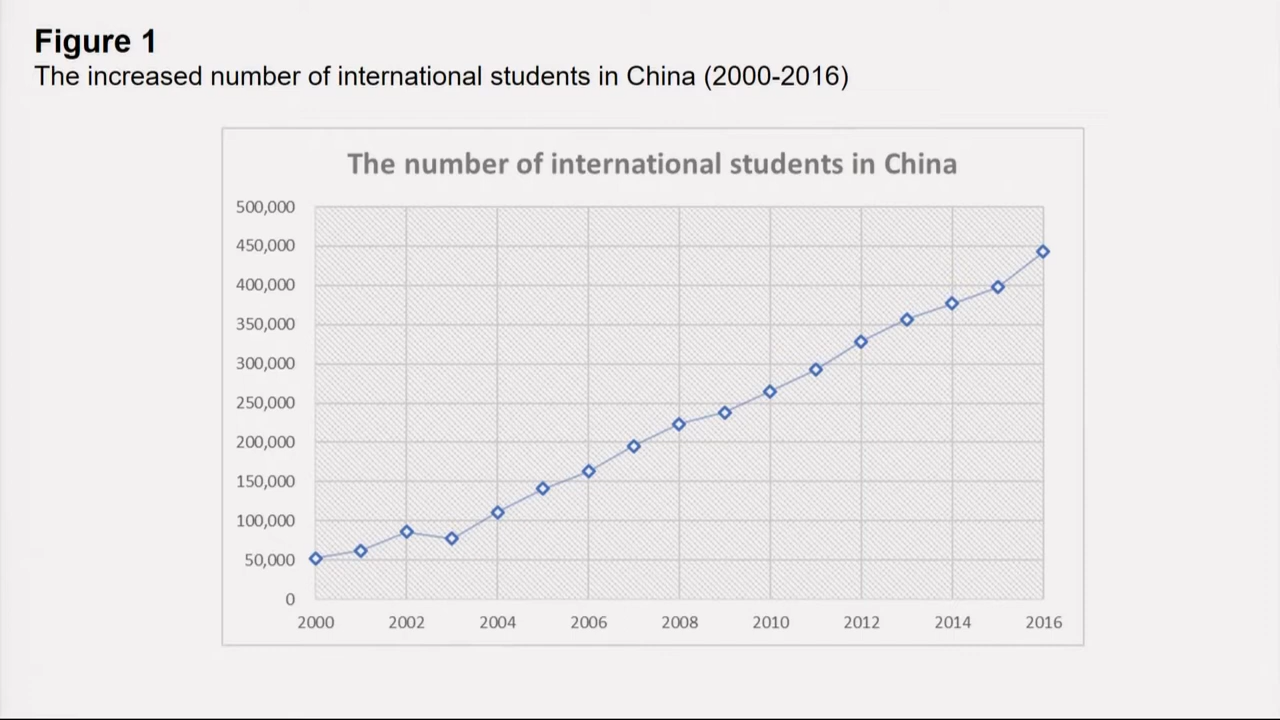 Figure 1
The increased number of international students in China (2000-2016)
The number of international students in China
500,000
450,000
400,000
350,000
300,000
250,000
200,000
150,000
100,000
50,000
0
2000 2002 2004 2006 2008 2010 2012 2014 2016